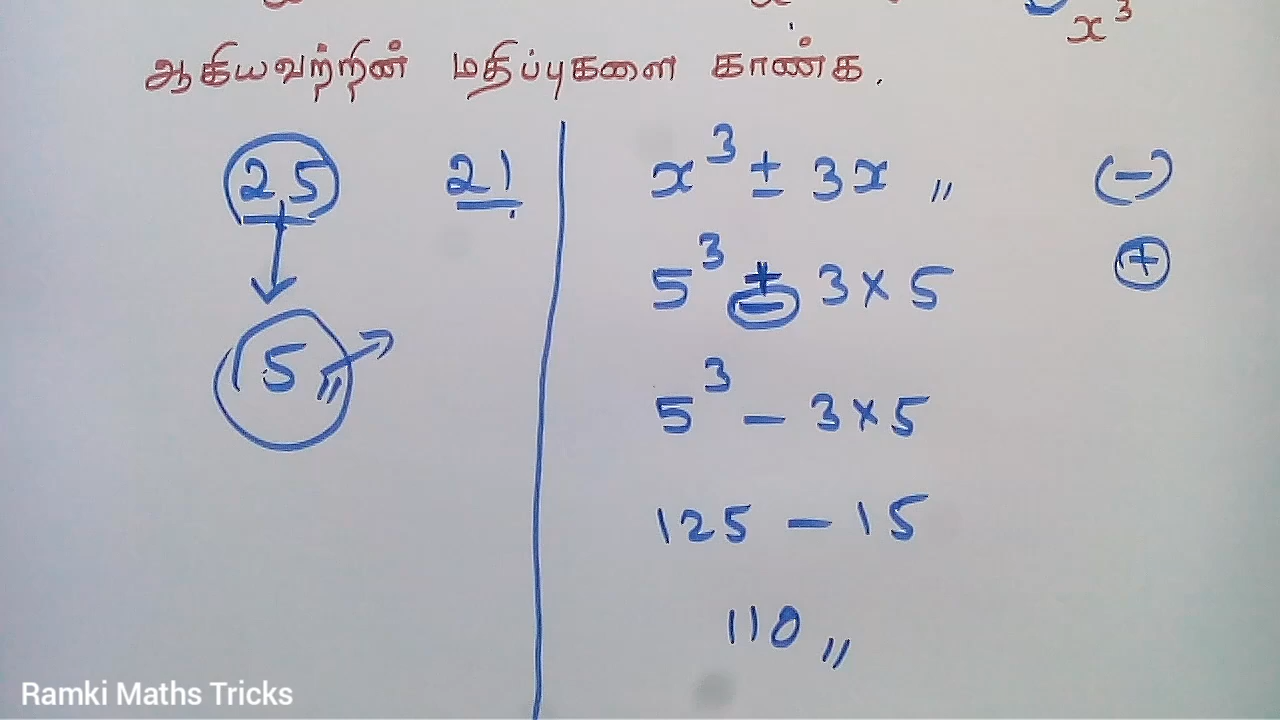 x³
ஆகியவற்றின் மதிப்புகளை காண்க.
25 21
5 〃
x³ ± 3x 〃 (-)
5³ ± 3 × 5 +
5³ - 3 × 5
125 - 15
110 〃
Ramki Maths Tricks